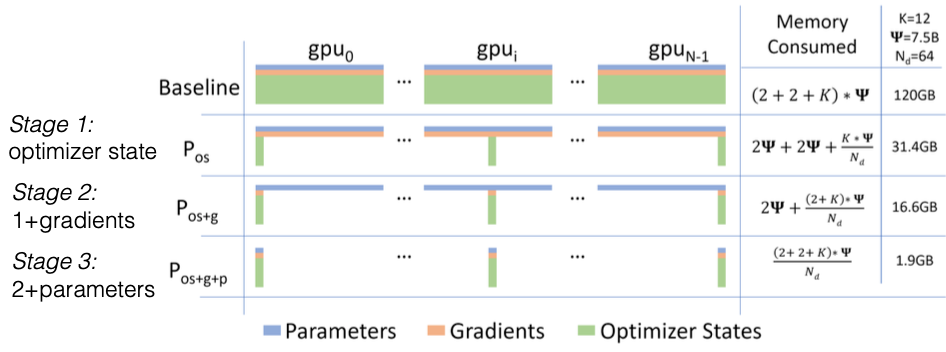 gpu0 gpui gpuN-1 Memory Consumed K=12
Ψ=7.5B
Nd=64
Baseline ... ... (2 + 2 + K) * Ψ 120GB
Stage 1:
optimizer state Pos ... ... 2Ψ + 2Ψ + K * Ψ / Nd 31.4GB
Stage 2:
1+gradients Pos+g ... ... 2Ψ + (2+ K)* Ψ / Nd 16.6GB
Stage 3:
2+parameters Pos+g+p ... ... (2+ 2+ K)* Ψ / Nd 1.9GB
Parameters Gradients Optimizer States